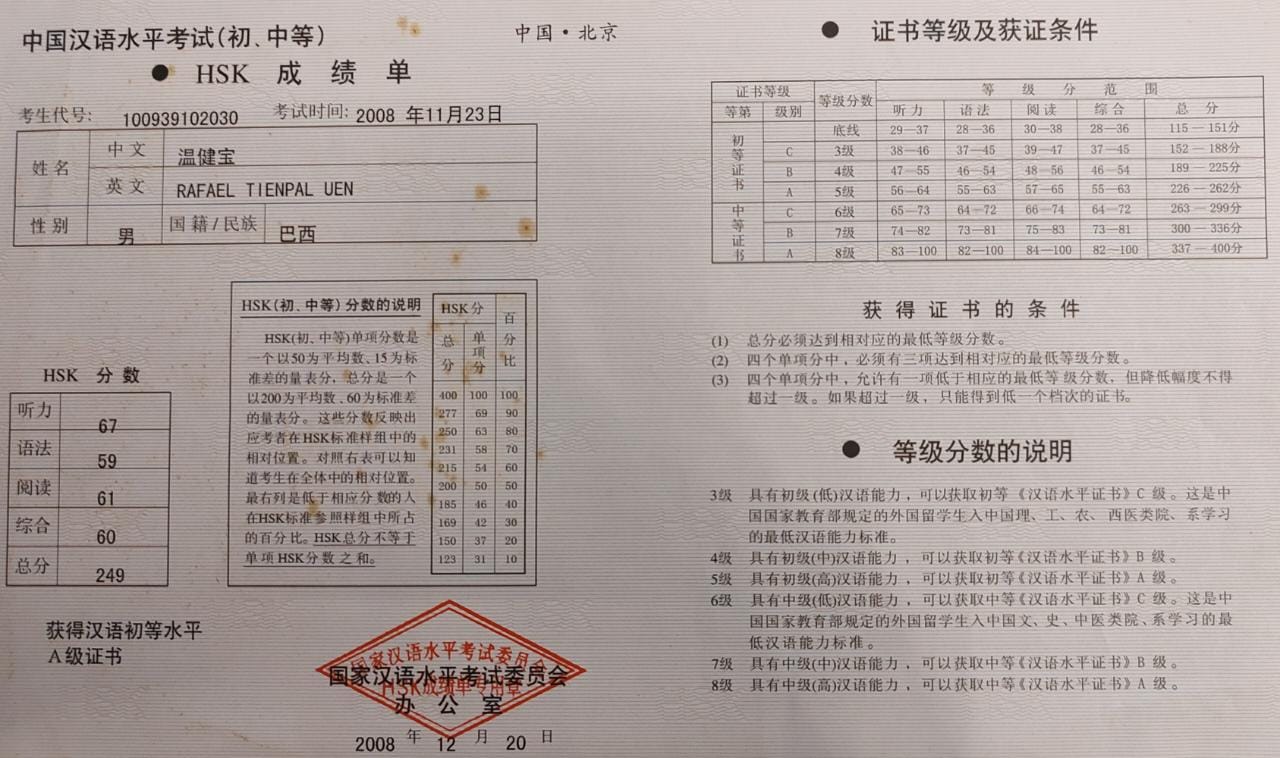 中国汉语水平考试(初、中等)
中国·北京
● HSK 成绩单
考生代号: 100939102030 考试时间: 2008 年11月23日
姓名 中文 温健宝
英文 RAFAEL TIENPAL UEN
性别 男 国籍/民族 巴西
HSK 分数
听力 67
语法 59
阅读 61
综合 60
总分 249
获得汉语初等水平
A级证书
HSK(初、中等)分数的说明
HSK(初、中等)单项分数是
一个以50为平均数、15为标
准差的量表分，总分是一个
以200为平均数、60为标准差
的量表分。这些分数反映出
应考者在HSK标准样组中的
相对位置。对照右表可以知
道考生在全体中的相对位置。
最右列是低于相应分数的人
在HSK标准参照样组中所占
的百分比。HSK总分不等于
单项HSK分数之和。
HSK分 百分比
总分 单项分
400 100 100
277 69 90
250 63 80
231 58 70
215 54 60
200 50 50
185 46 40
169 42 30
150 37 20
123 31 10
国家汉语水平考试委员会
HSK成绩单专用章
国家汉语水平考试委员会
办公室
2008 年 12 月 20 日
● 证书等级及获证条件
证书等级 等级分数 等级分范围
等第 级别 听力 语法 阅读 综合 总分
初等证书 底线 29—37 28—36 30—38 28—36 115—151分
C 3级 38—46 37—45 39—47 37—45 152—188分
B 4级 47—55 46—54 48—56 46—54 189—225分
A 5级 56—64 55—63 57—65 55—63 226—262分
中等证书 C 6级 65—73 64—72 66—74 64—72 263—299分
B 7级 74—82 73—81 75—83 73—81 300—336分
A 8级 83—100 82—100 84—100 82—100 337—400分
获得证书的条件
(1) 总分必须达到相对应的最低等级分数。
(2) 四个单项分中，必须有三项达到相对应的最低等级分数。
(3) 四个单项分中，允许有一项低于相应的最低等级分数，但降低幅度不得
超过一级。如果超过一级，只能得到低一个档次的证书。
● 等级分数的说明
3级 具有初级(低)汉语能力，可以获取初等《汉语水平证书》C 级。这是中
国国家教育部规定的外国留学生入中国理、工、农、西医类院、系学习
的最低汉语能力标准。
4级 具有初级(中)汉语能力，可以获取初等《汉语水平证书》B 级。
5级 具有初级(高)汉语能力，可以获取初等《汉语水平证书》A 级。
6级 具有中级(低)汉语能力，可以获取中等《汉语水平证书》C 级。这是中
国国家教育部规定的外国留学生入中国文、史、中医类院、系学习的最
低汉语能力标准。
7级 具有中级(中)汉语能力，可以获取中等《汉语水平证书》B 级。
8级 具有中级(高)汉语能力，可以获取中等《汉语水平证书》A 级。